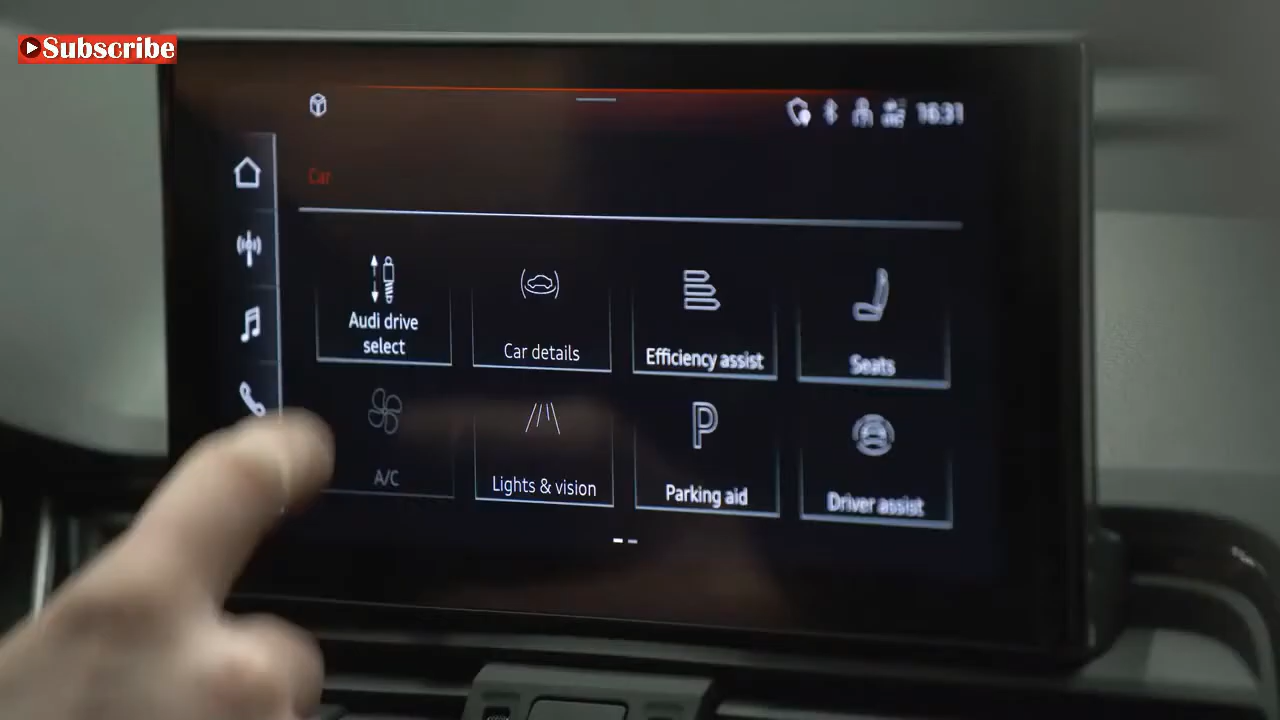 Subscribe
16:31
Car
Audi drive
select
Car details
Efficiency assist
Seats
A/C
Lights & vision
Parking aid
Driver assist